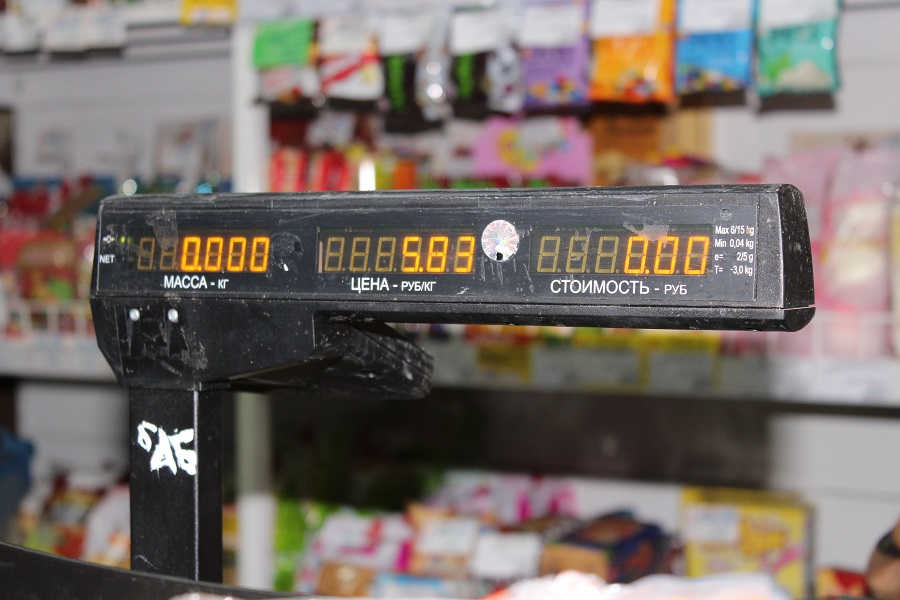 0.000 5.83 0.00
NET
МАССА - КГ ЦЕНА - РУБ/КГ СТОИМОСТЬ - РУБ
Max 6/15 kg
Min 0,04 kg
e= 2/5 g
T= -3,0 kg
БАБ